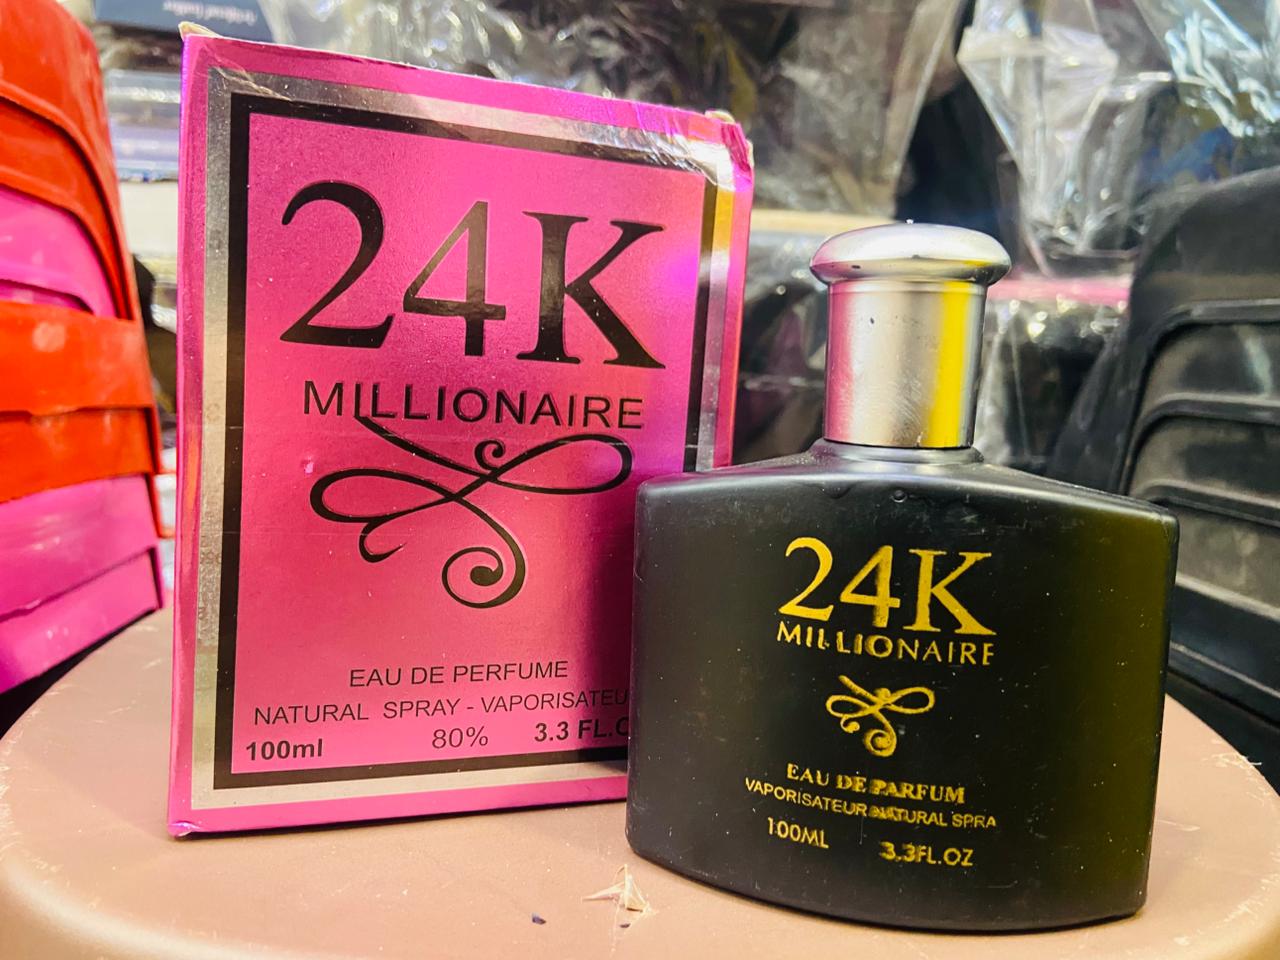 24K
MILLIONAIRE
EAU DE PERFUME
NATURAL SPRAY - VAPORISATEU
100ml 80% 3.3 FL.O
24K
MILLIONAIRE
EAU DE PARFUM
VAPORISATEUR NATURAL SPRA
100ML 3.3FL.OZ